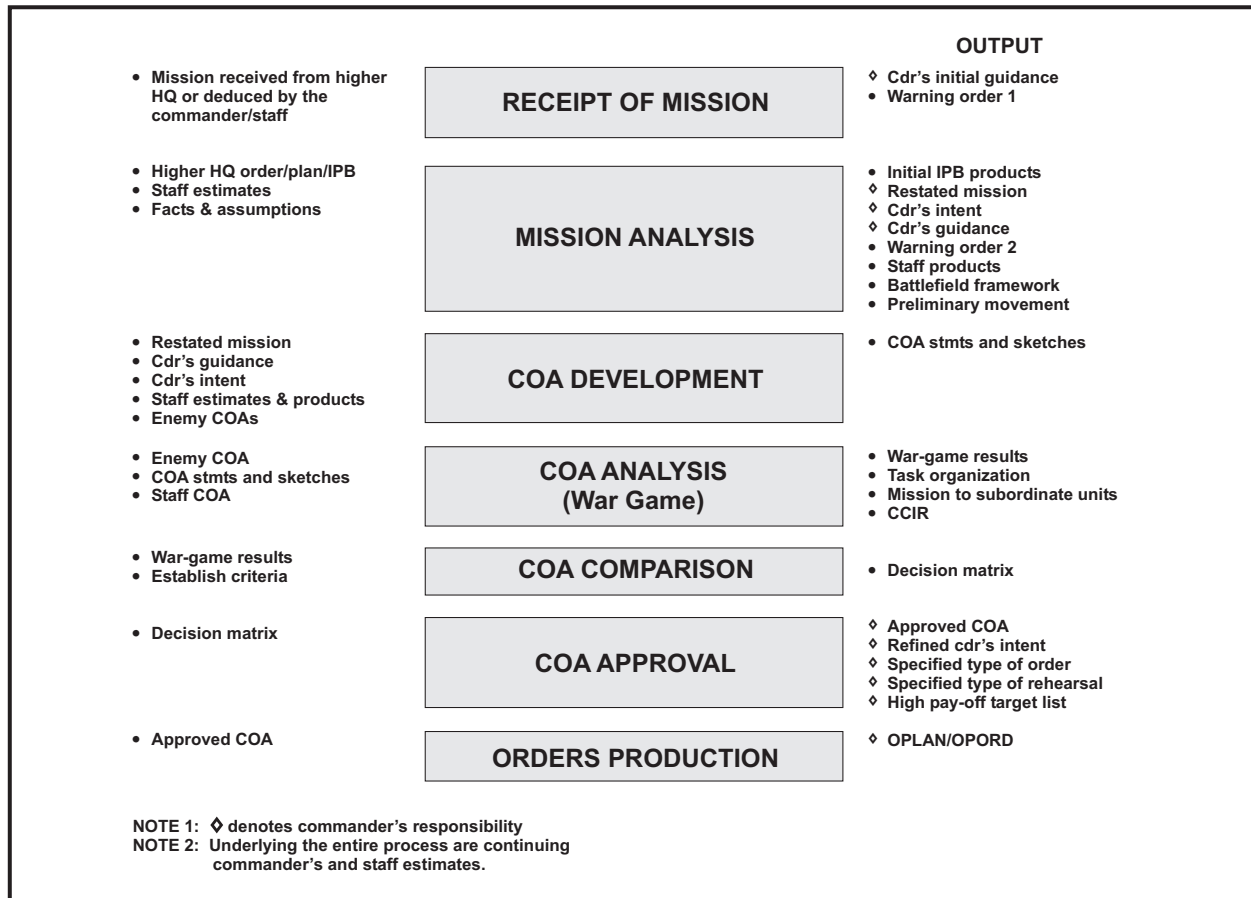 OUTPUT
• Mission received from higher
HQ or deduced by the
commander/staff
RECEIPT OF MISSION
◊ Cdr's initial guidance
• Warning order 1
• Higher HQ order/plan/IPB
• Staff estimates
• Facts & assumptions
MISSION ANALYSIS
• Initial IPB products
◊ Restated mission
◊ Cdr's intent
◊ Cdr's guidance
• Warning order 2
• Staff products
• Battlefield framework
• Preliminary movement
• Restated mission
• Cdr's guidance
• Cdr's intent
• Staff estimates & products
• Enemy COAs
COA DEVELOPMENT
• COA stmts and sketches
• Enemy COA
• COA stmts and sketches
• Staff COA
COA ANALYSIS
(War Game)
• War-game results
• Task organization
• Mission to subordinate units
• CCIR
• War-game results
• Establish criteria
COA COMPARISON
• Decision matrix
• Decision matrix
COA APPROVAL
◊ Approved COA
◊ Refined cdr's intent
◊ Specified type of order
◊ Specified type of rehearsal
◊ High pay-off target list
• Approved COA
ORDERS PRODUCTION
◊ OPLAN/OPORD
NOTE 1: ◊ denotes commander's responsibility
NOTE 2: Underlying the entire process are continuing
commander's and staff estimates.